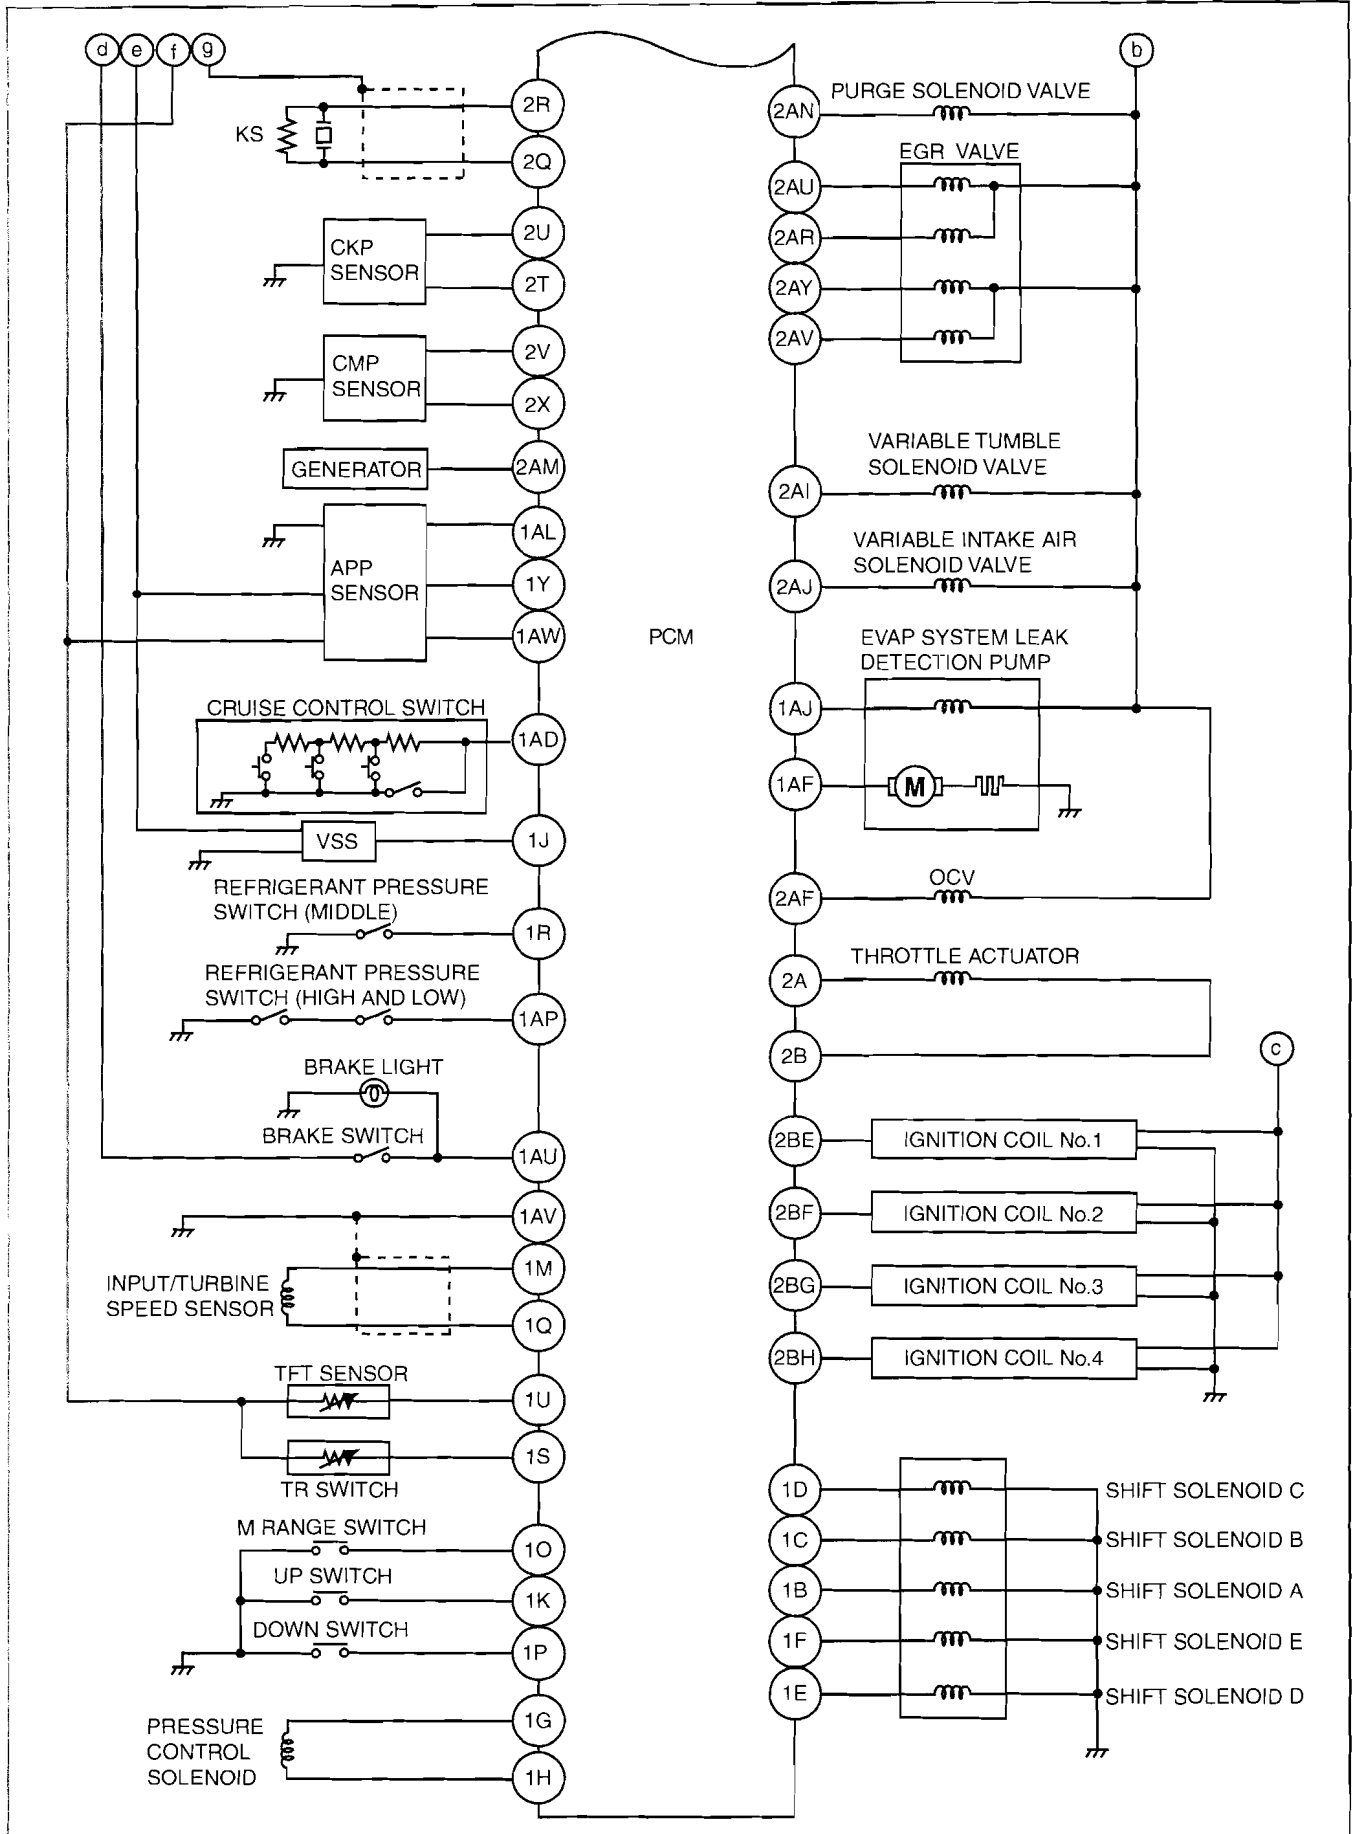 d e f g
b
2R
KS
2Q
CKP
SENSOR
2U
2T
CMP
SENSOR
2V
2X
GENERATOR
2AM
APP
SENSOR
1AL
1Y
1AW
CRUISE CONTROL SWITCH
1AD
VSS
1J
REFRIGERANT PRESSURE
SWITCH (MIDDLE)
1R
REFRIGERANT PRESSURE
SWITCH (HIGH AND LOW)
1AP
BRAKE LIGHT
BRAKE SWITCH
1AU
1AV
INPUT/TURBINE
SPEED SENSOR
1M
1Q
TFT SENSOR
1U
1S
TR SWITCH
M RANGE SWITCH
1O
UP SWITCH
1K
DOWN SWITCH
1P
PRESSURE
CONTROL
SOLENOID
1G
1H
PCM
PURGE SOLENOID VALVE
2AN
EGR VALVE
2AU
2AR
2AY
2AV
VARIABLE TUMBLE
SOLENOID VALVE
2AI
VARIABLE INTAKE AIR
SOLENOID VALVE
2AJ
EVAP SYSTEM LEAK
DETECTION PUMP
1AJ
1AF
M
OCV
2AF
THROTTLE ACTUATOR
2A
2B
c
2BE
IGNITION COIL No.1
2BF
IGNITION COIL No.2
2BG
IGNITION COIL No.3
2BH
IGNITION COIL No.4
1D
SHIFT SOLENOID C
1C
SHIFT SOLENOID B
1B
SHIFT SOLENOID A
1F
SHIFT SOLENOID E
1E
SHIFT SOLENOID D